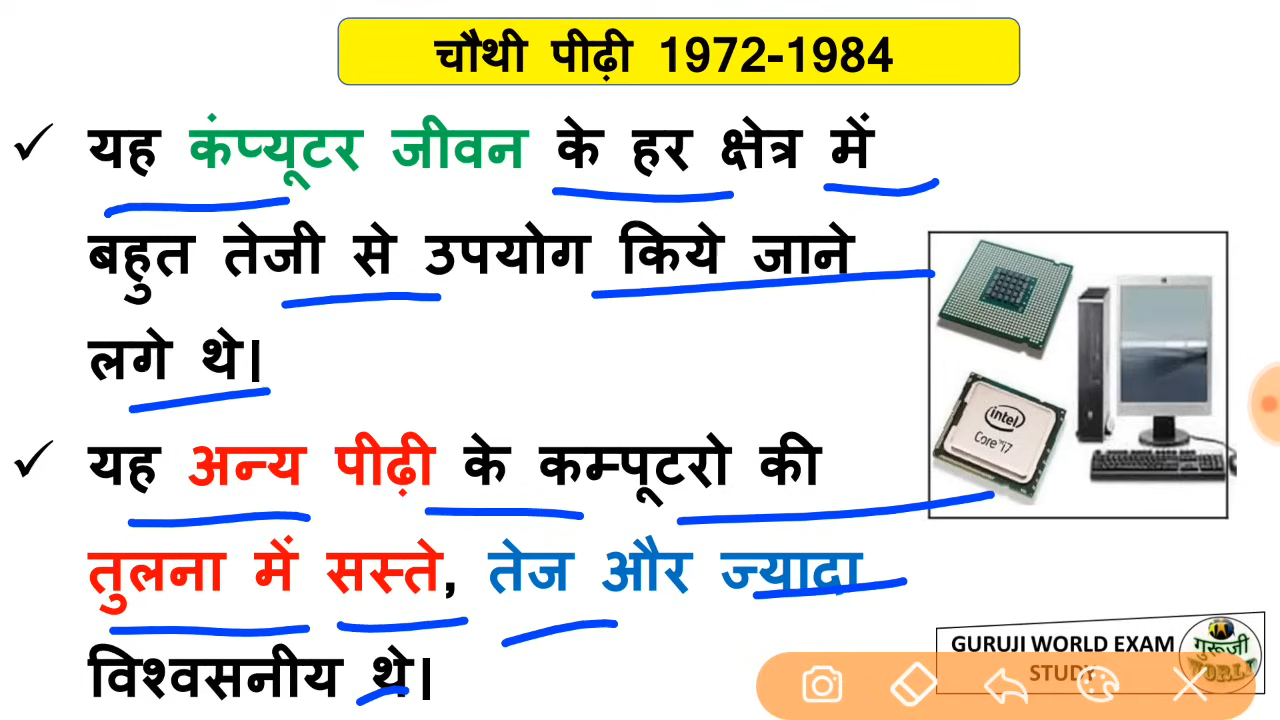 चौथी पीढ़ी 1972-1984
✓ यह कंप्यूटर जीवन के हर क्षेत्र में
बहुत तेजी से उपयोग किये जाने
लगे थे।
✓ यह अन्य पीढ़ी के कम्पूटरो की
तुलना में सस्ते, तेज और ज्यादा
विश्वसनीय थे।
intel
Core i7
GURUJI WORLD EXAM
STUDY
गुरूजी
WORLD